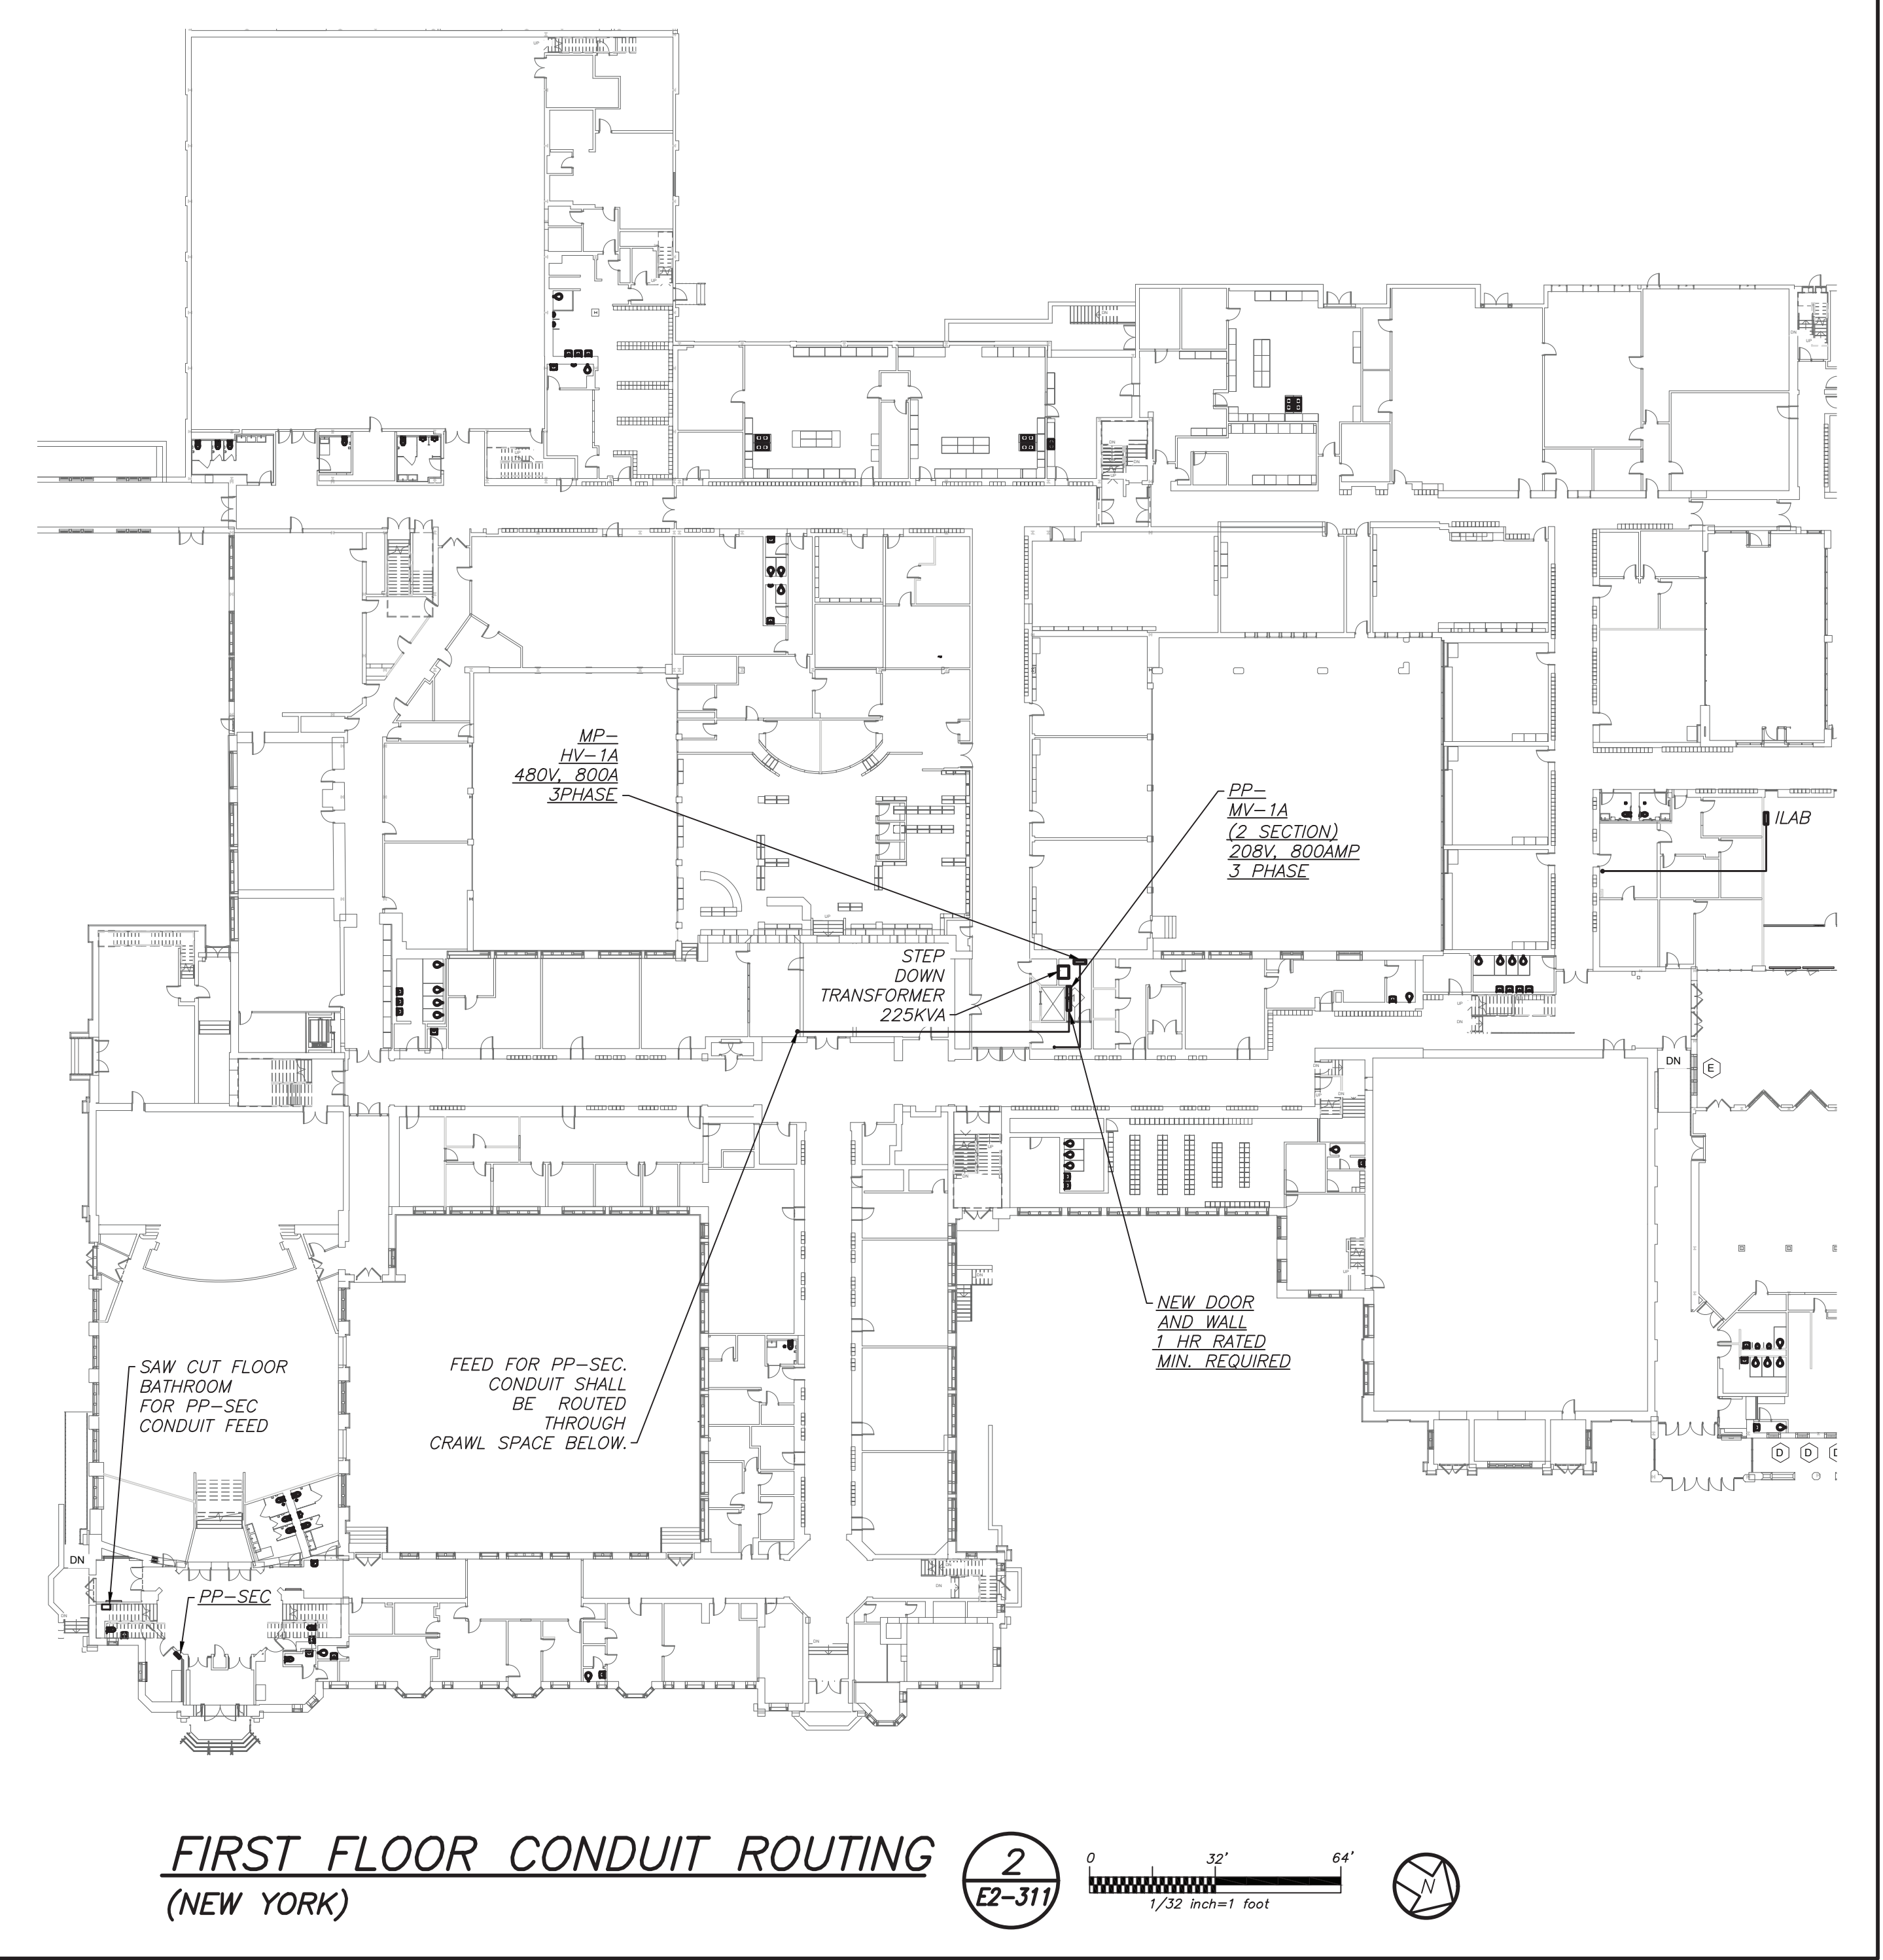 MP-
HV-1A
480V, 800A
3PHASE
PP-
MV-1A
(2 SECTION)
208V, 800AMP
3 PHASE
ILAB
STEP
DOWN
TRANSFORMER
225KVA
DN
E
NEW DOOR
AND WALL
1 HR RATED
MIN. REQUIRED
SAW CUT FLOOR
BATHROOM
FOR PP-SEC
CONDUIT FEED
FEED FOR PP-SEC.
CONDUIT SHALL
BE ROUTED
THROUGH
CRAWL SPACE BELOW.
D
D
DN
PP-SEC
FIRST FLOOR CONDUIT ROUTING
(NEW YORK)
2
E2-311
0 32' 64'
1/32 inch=1 foot
N